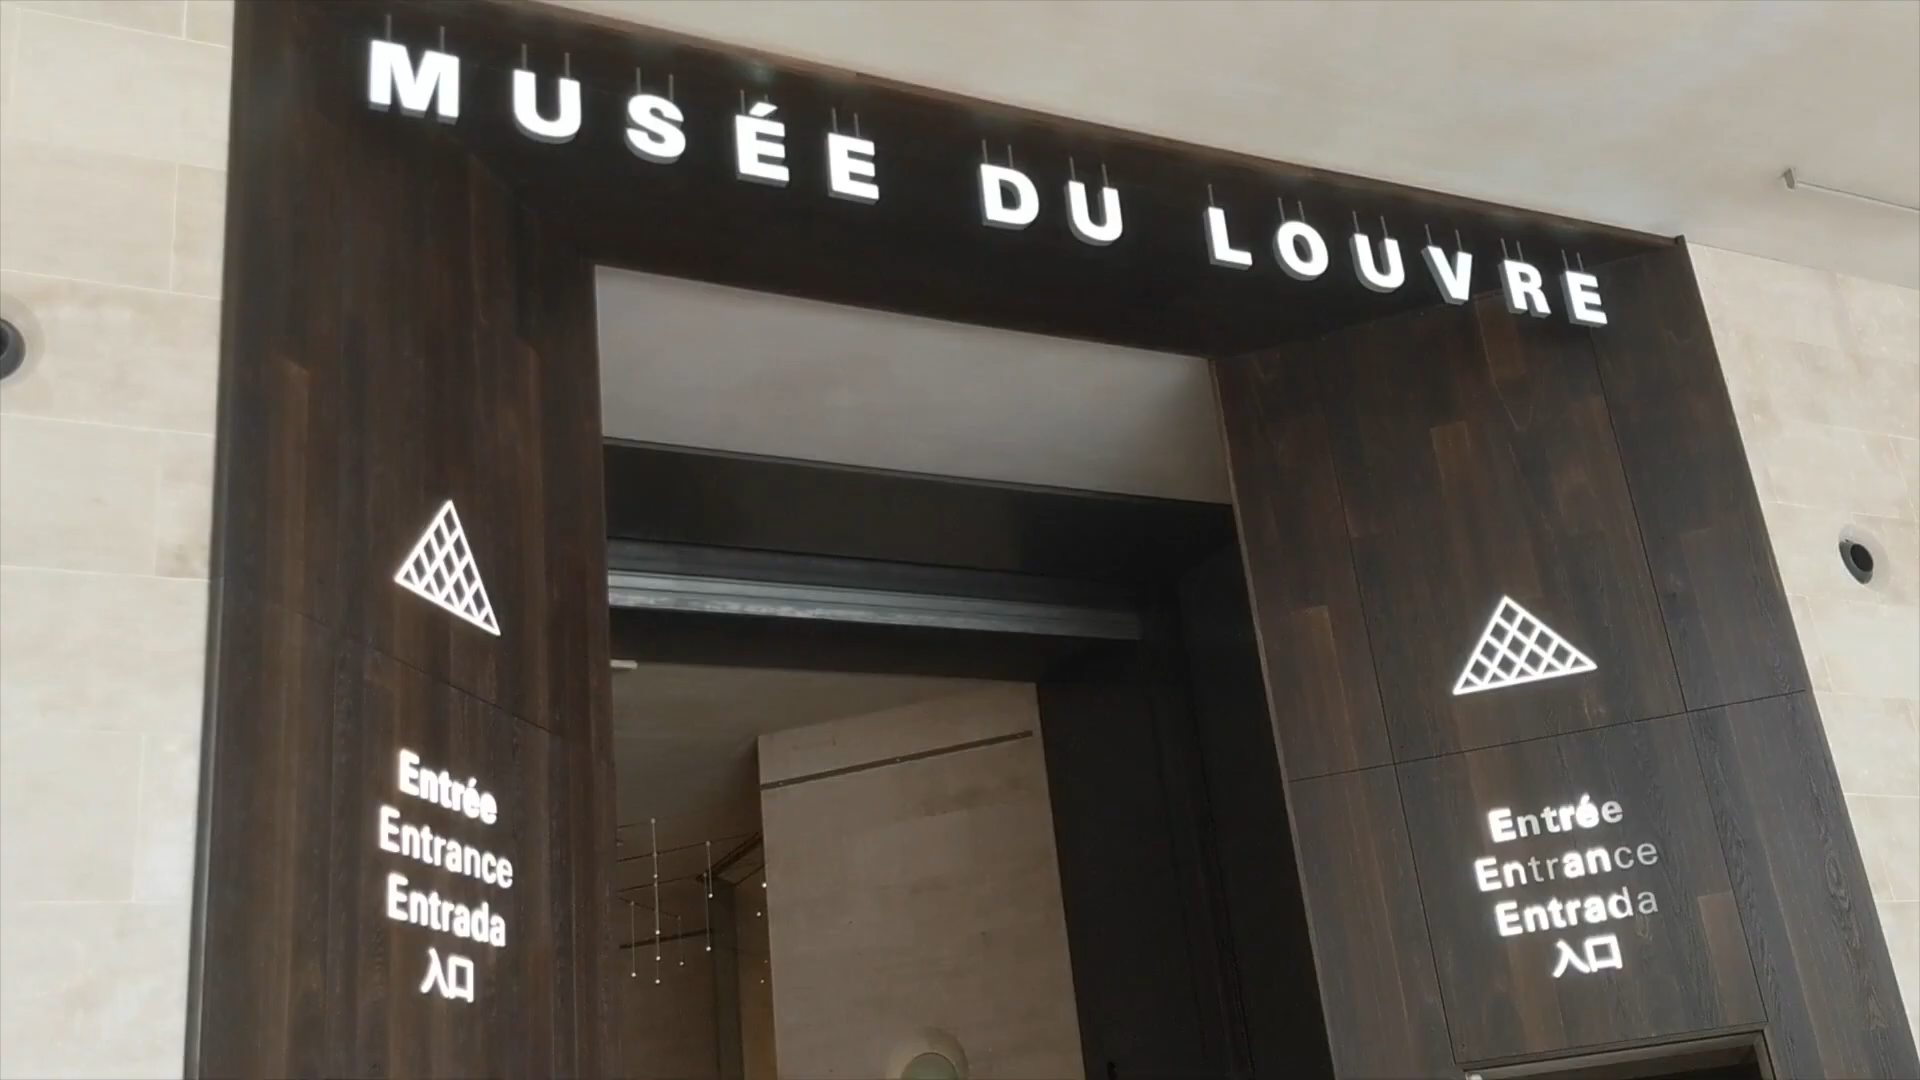 MUSÉE DU LOUVRE
Entrée
Entrance
Entrada
入口
Entrée
Entrance
Entrada
入口